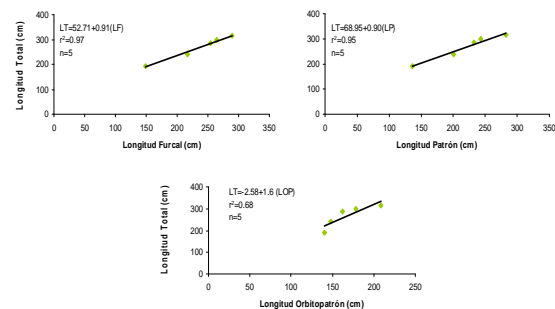 LT=52.71+0.91(LF)
r²=0.97
n=5
Longitud Total (cm)
400
300
200
100
0
0 50 100 150 200 250 300 350
Longitud Furcal (cm)
LT=68.95+0.90(LP)
r²=0.95
n=5
400
300
200
100
0
0 50 100 150 200 250 300 350
Longitud Patrón (cm)
LT=-2.58+1.6 (LOP)
r²=0.68
n=5
Longitud Total (cm)
400
300
200
100
0
0 50 100 150 200 250
Longitud Orbitopatrón (cm)